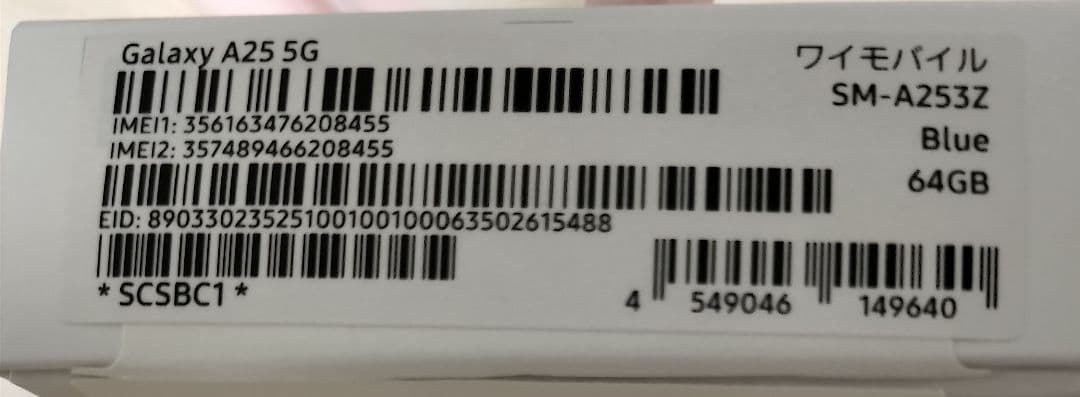 Galaxy A25 5G
ワイモバイル
SM-A253Z
IMEI1: 356163476208455
Blue
IMEI2: 357489466208455
64GB
EID: 89033023525100100100063502615488
*SCSBC1*
4 549046 149640